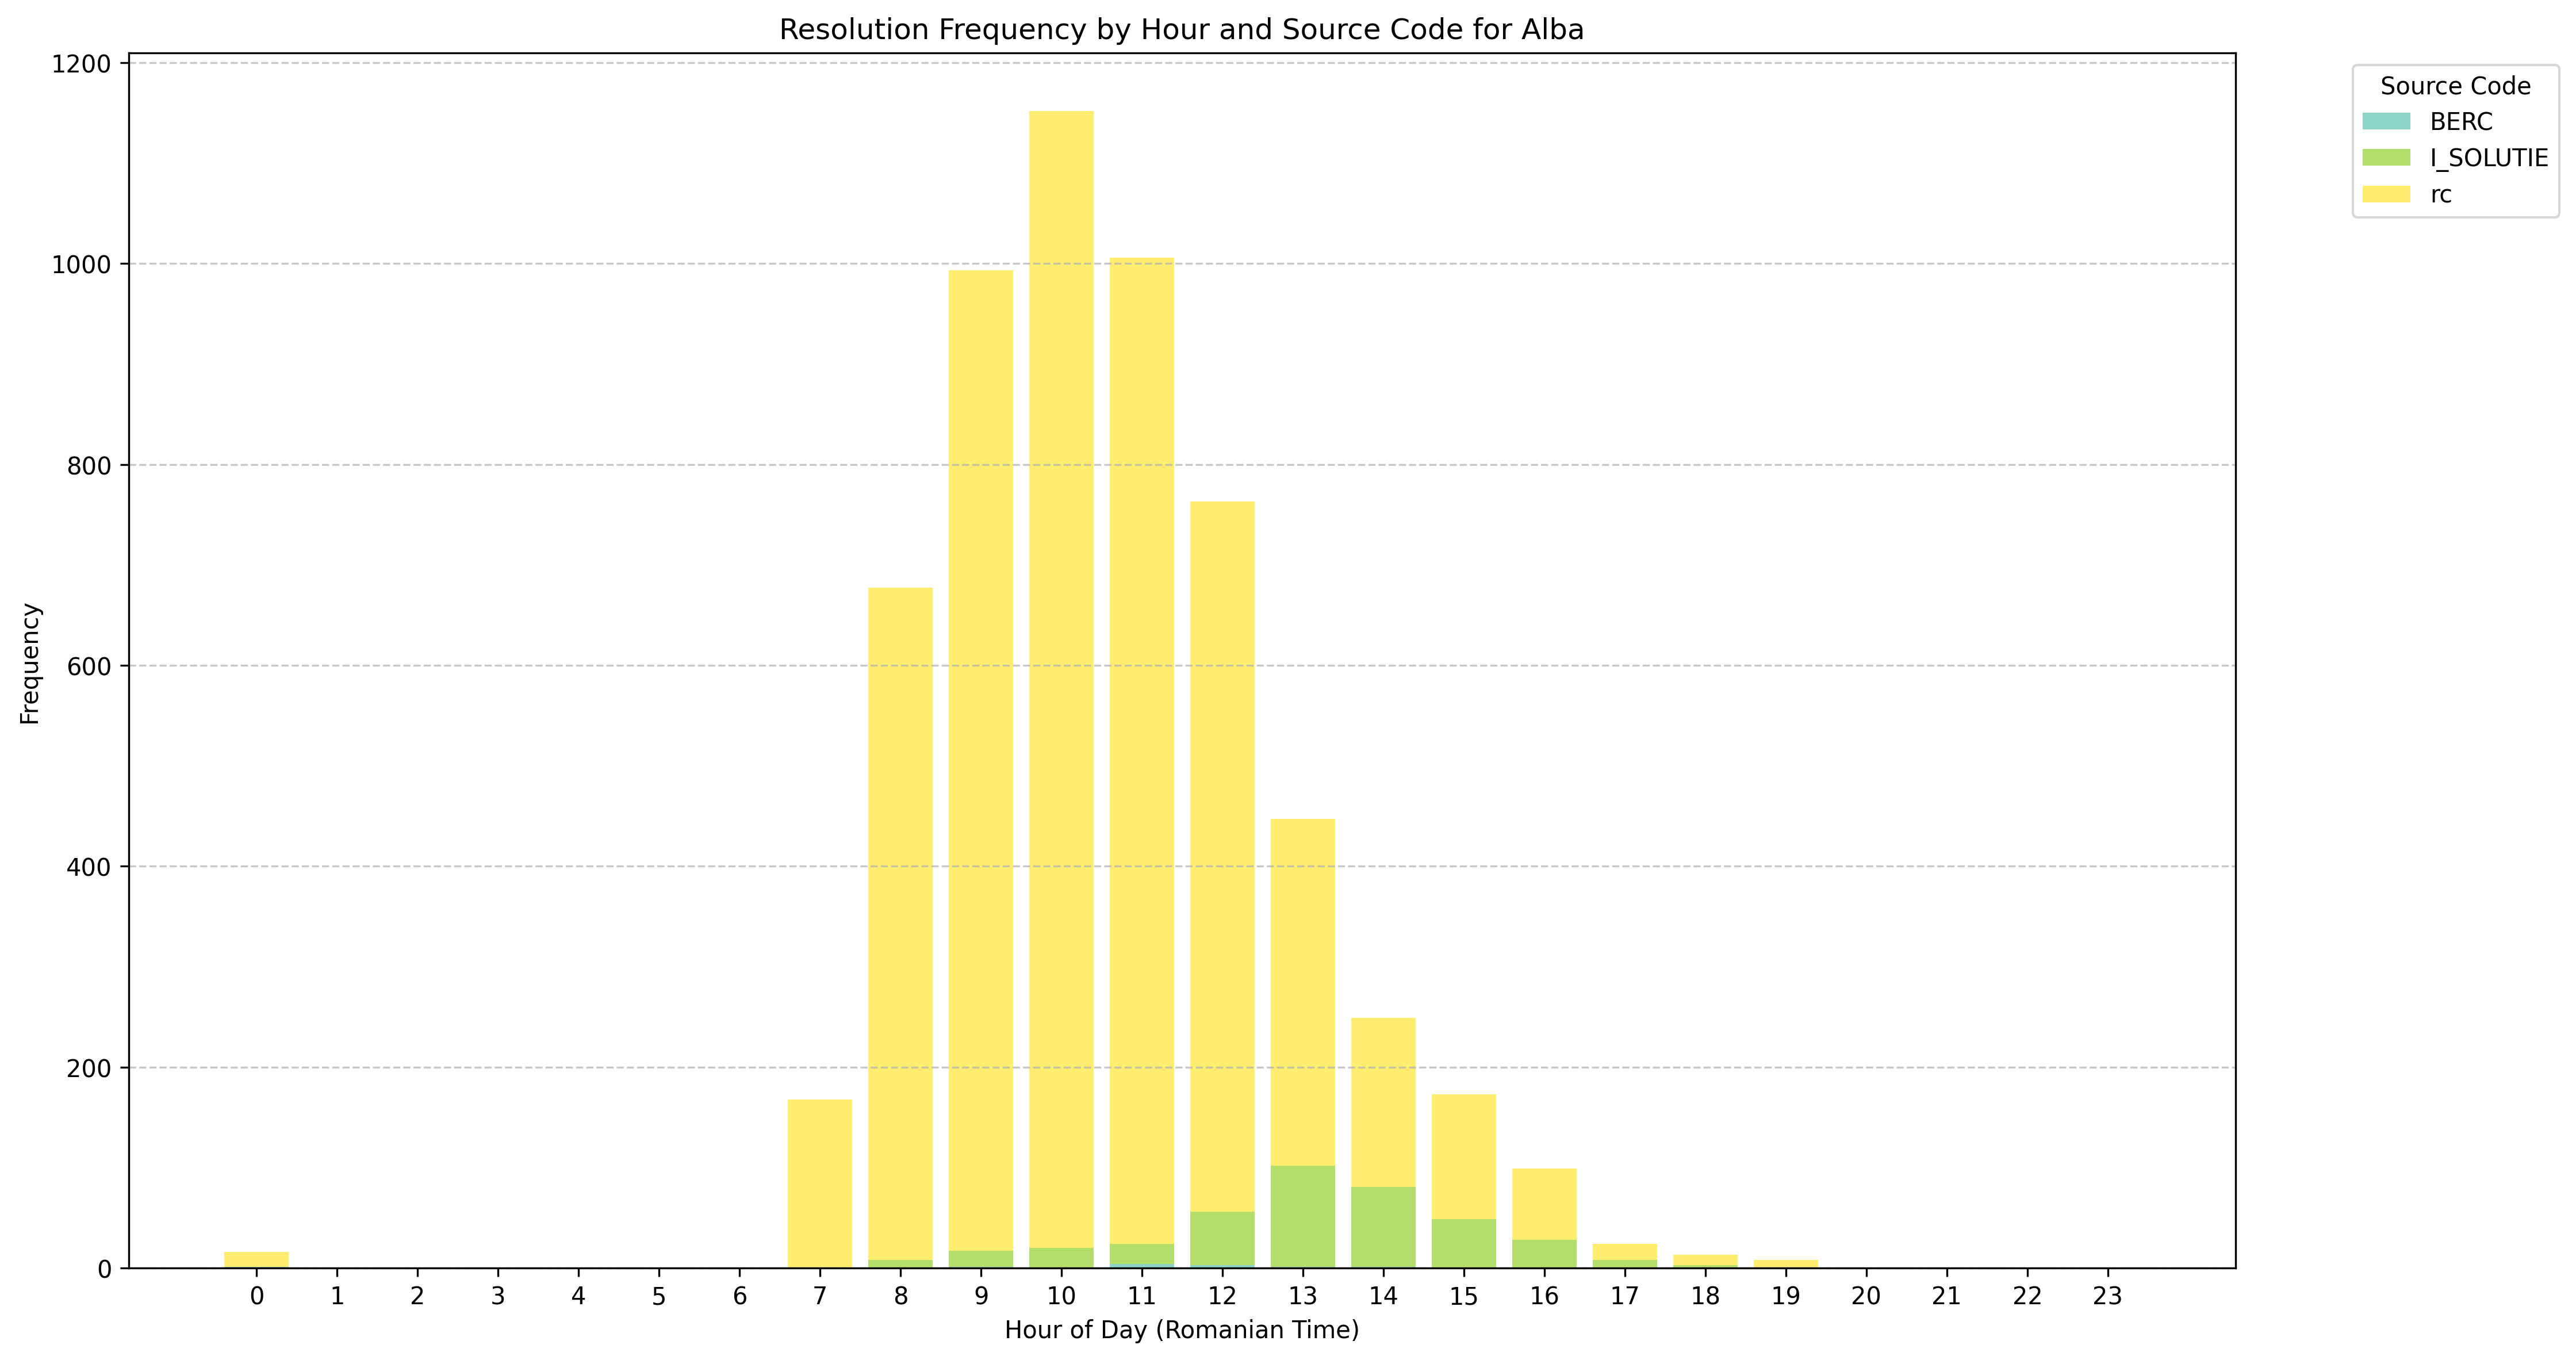 Resolution Frequency by Hour and Source Code for Alba
Source Code
BERC
I_SOLUTIE
rc
Frequency
1200
1000
800
600
400
200
0
0 1 2 3 4 5 6 7 8 9 10 11 12 13 14 15 16 17 18 19 20 21 22 23
Hour of Day (Romanian Time)